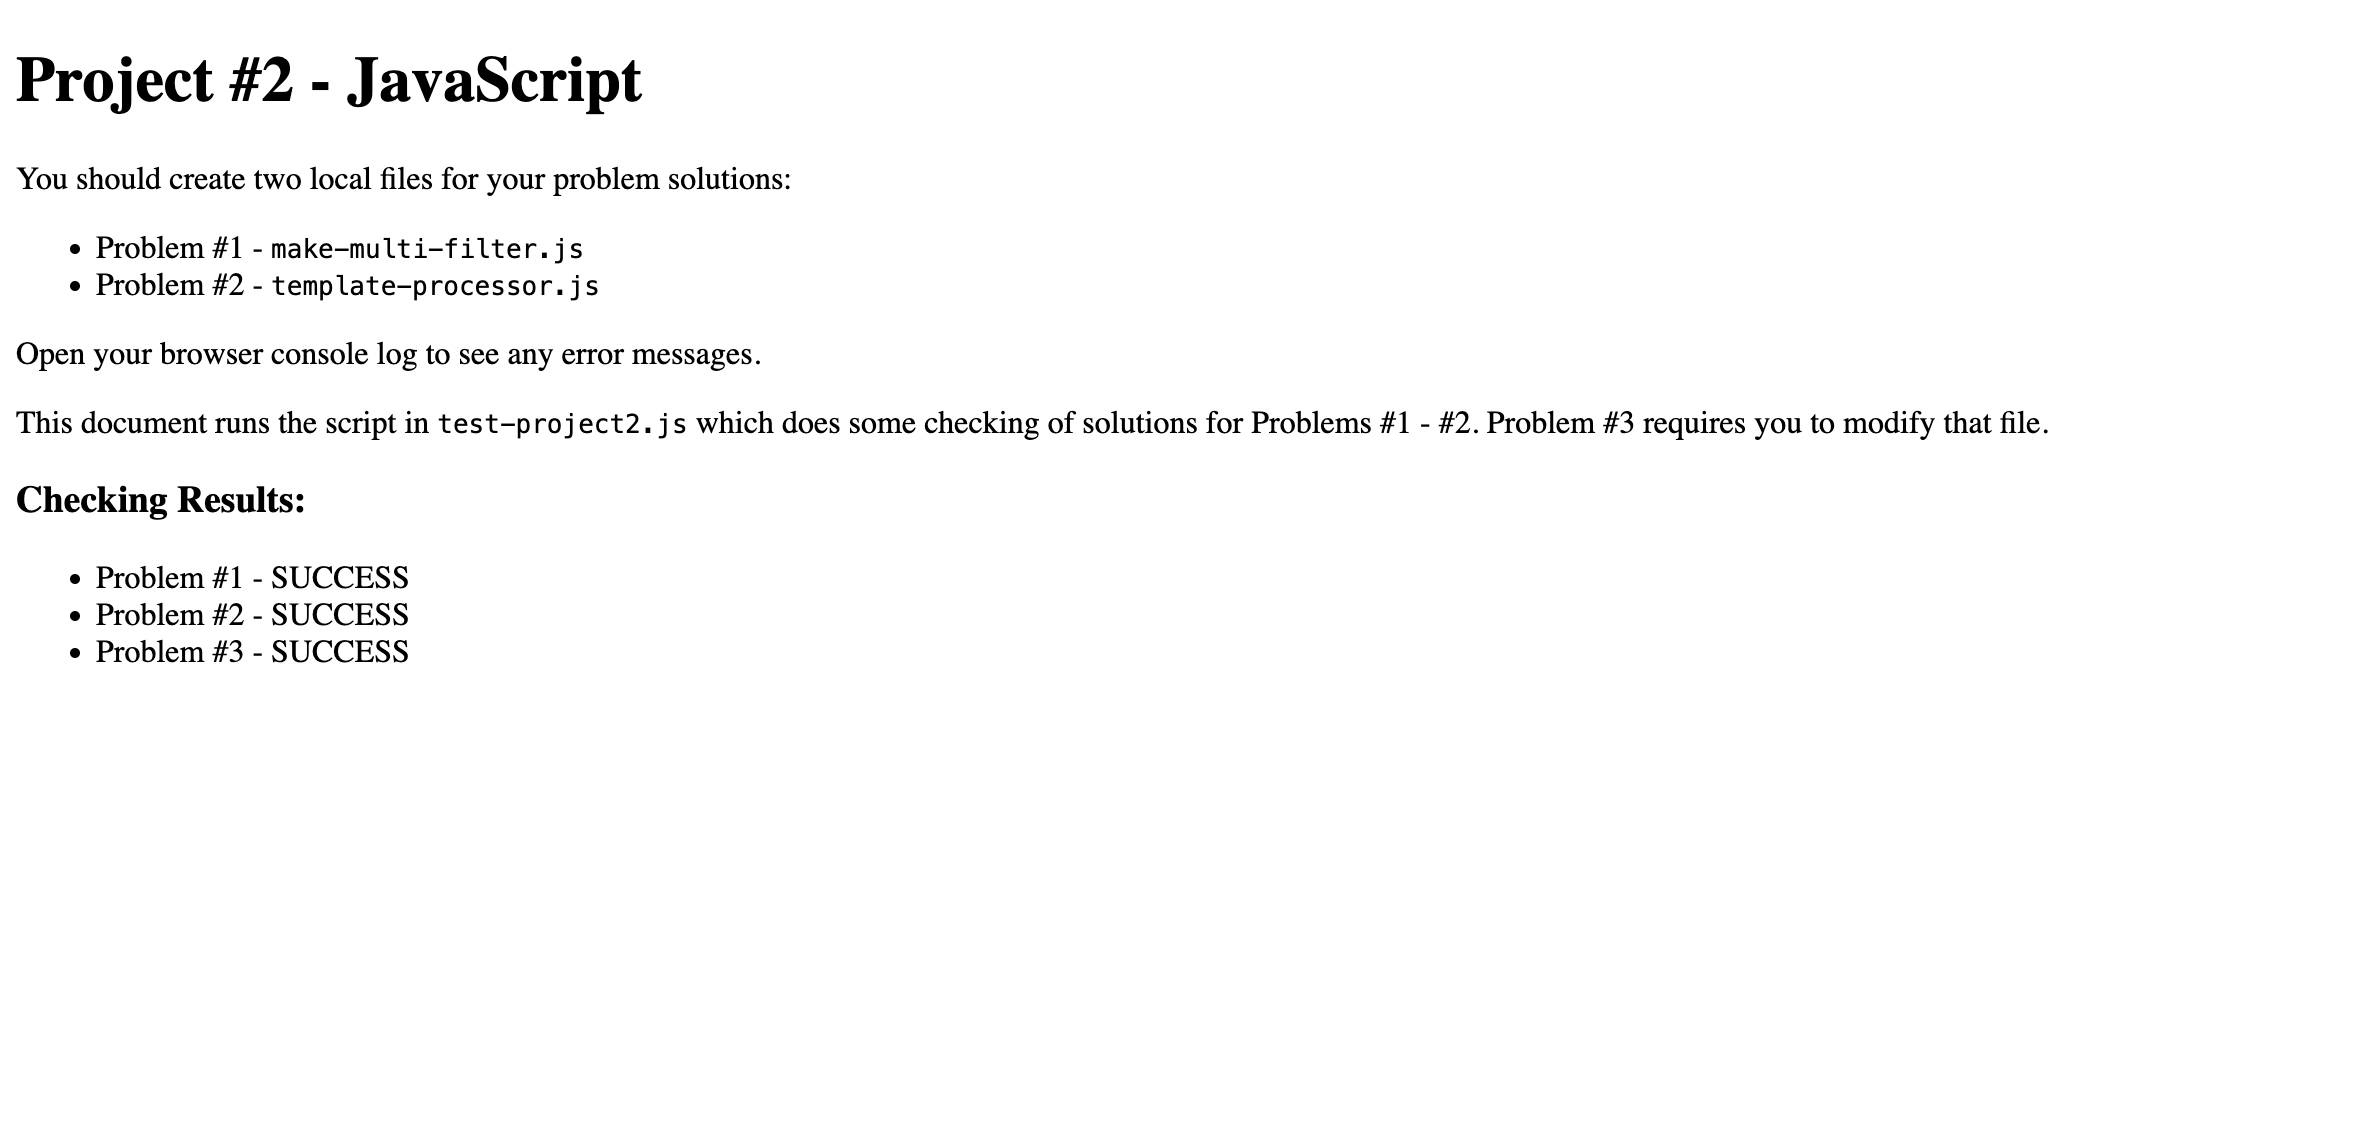 Project #2 - JavaScript
You should create two local files for your problem solutions:
• Problem #1 - make-multi-filter.js
• Problem #2 - template-processor.js
Open your browser console log to see any error messages.
This document runs the script in test-project2.js which does some checking of solutions for Problems #1 - #2. Problem #3 requires you to modify that file.
Checking Results:
• Problem #1 - SUCCESS
• Problem #2 - SUCCESS
• Problem #3 - SUCCESS